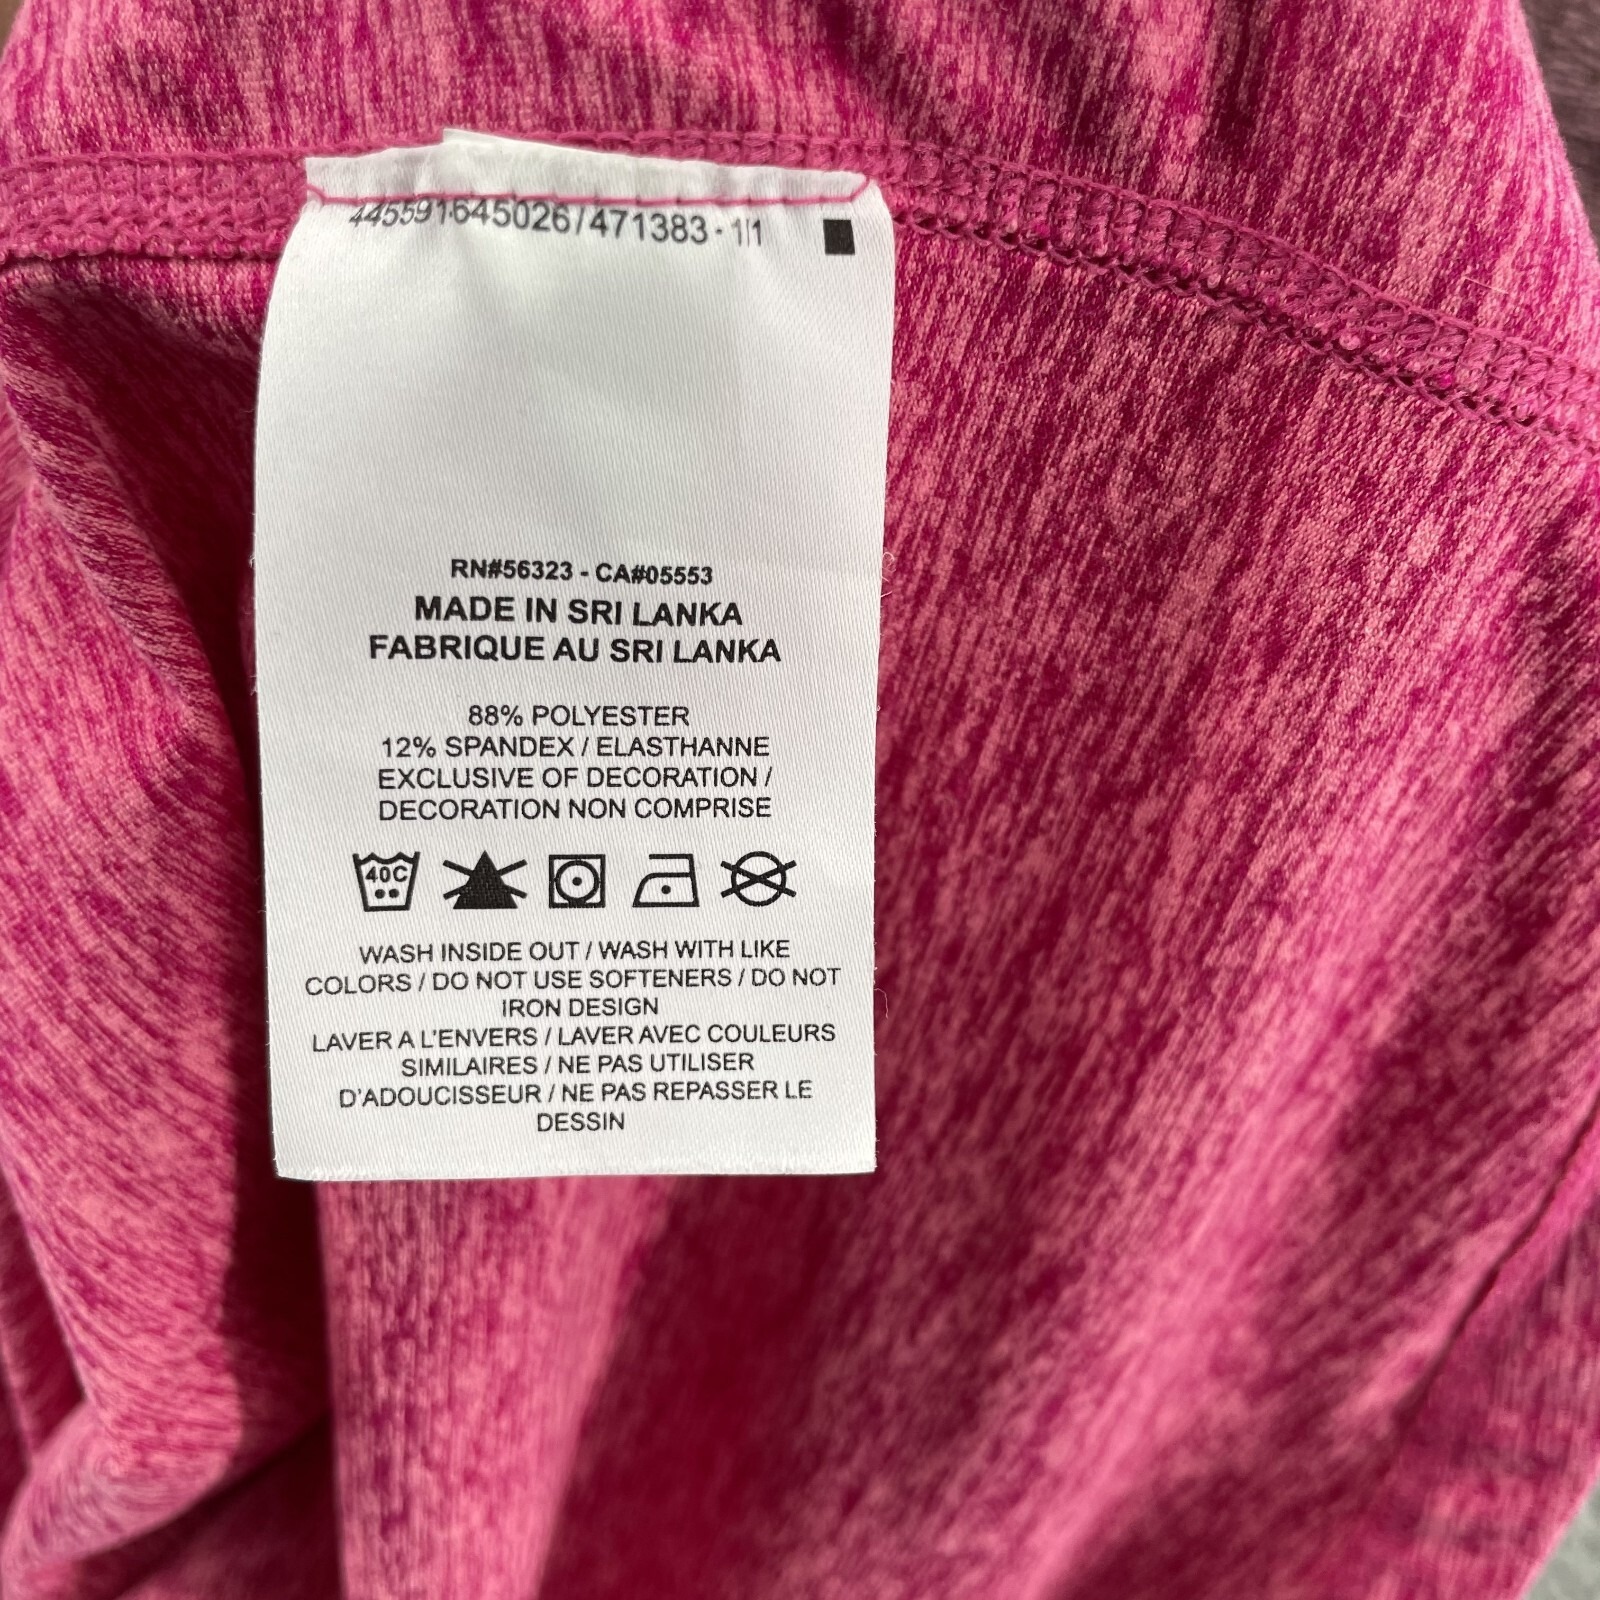 445591645026/471383 - 1/1
RN#56323 - CA#05553
MADE IN SRI LANKA
FABRIQUE AU SRI LANKA
88% POLYESTER
12% SPANDEX / ELASTHANNE
EXCLUSIVE OF DECORATION /
DECORATION NON COMPRISE
40C
WASH INSIDE OUT / WASH WITH LIKE
COLORS / DO NOT USE SOFTENERS / DO NOT
IRON DESIGN
LAVER A L'ENVERS / LAVER AVEC COULEURS
SIMILAIRES / NE PAS UTILISER
D'ADOUCISSEUR / NE PAS REPASSER LE
DESSIN